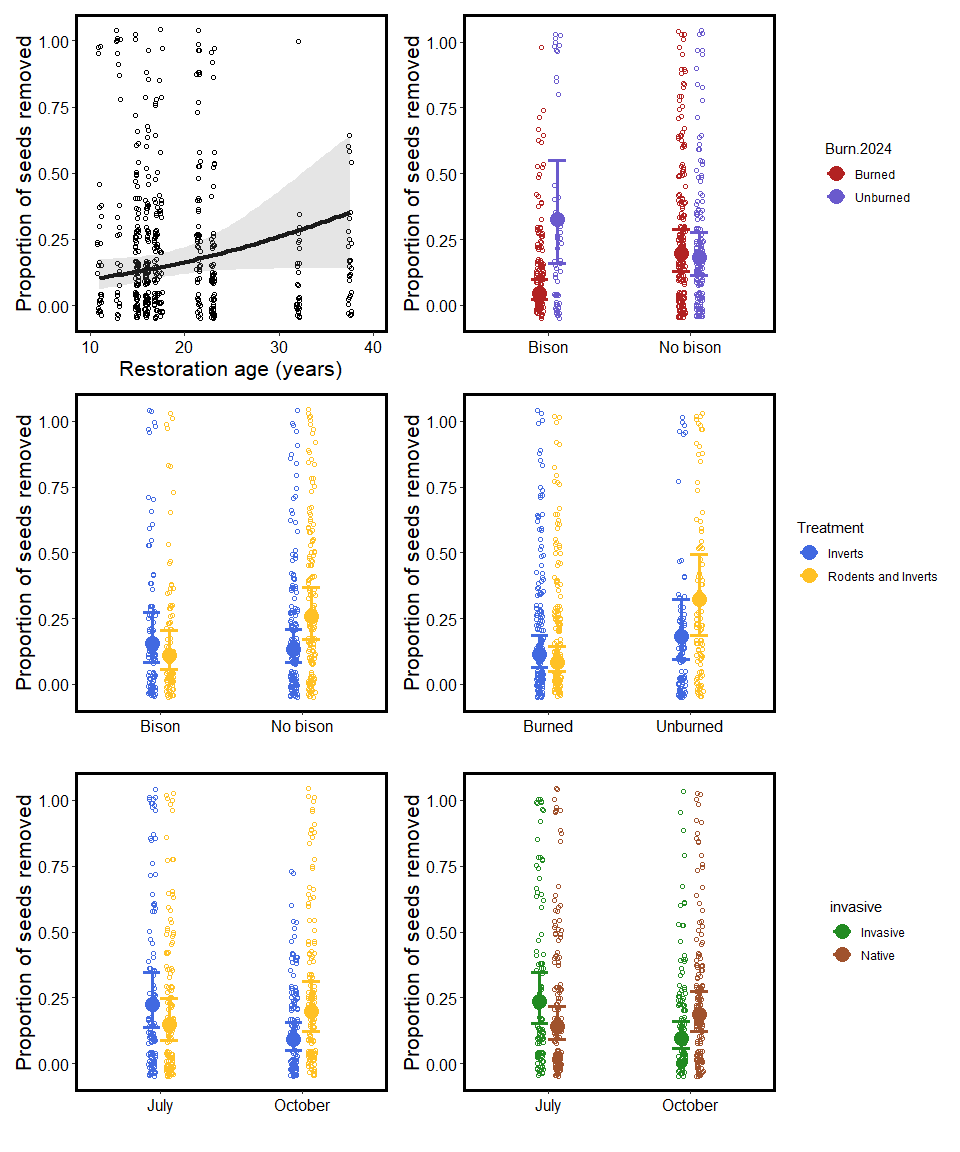 Proportion of seeds removed
1.00
0.75
0.50
0.25
0.00
10 20 30 40
Restoration age (years)
Proportion of seeds removed
1.00
0.75
0.50
0.25
0.00
Bison No bison
Burn.2024
Burned
Unburned
Proportion of seeds removed
1.00
0.75
0.50
0.25
0.00
Bison No bison
Proportion of seeds removed
1.00
0.75
0.50
0.25
0.00
Burned Unburned
Treatment
Inverts
Rodents and Inverts
Proportion of seeds removed
1.00
0.75
0.50
0.25
0.00
July October
Proportion of seeds removed
1.00
0.75
0.50
0.25
0.00
July October
invasive
Invasive
Native